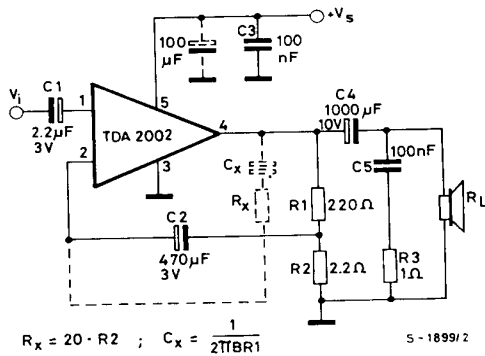 +Vs
100 µF
C3
100 nF
Vi
C1
2.2µF
3V
1
2
5
TDA 2002
4
3
C4
1000 µF
10V
100nF
C5
Cx
Rx
R1
220Ω
RL
C2
470µF
3V
R2
2.2Ω
R3
1Ω
Rx = 20 · R2 ; Cx = 1 / 2πBR1
S-1899/2